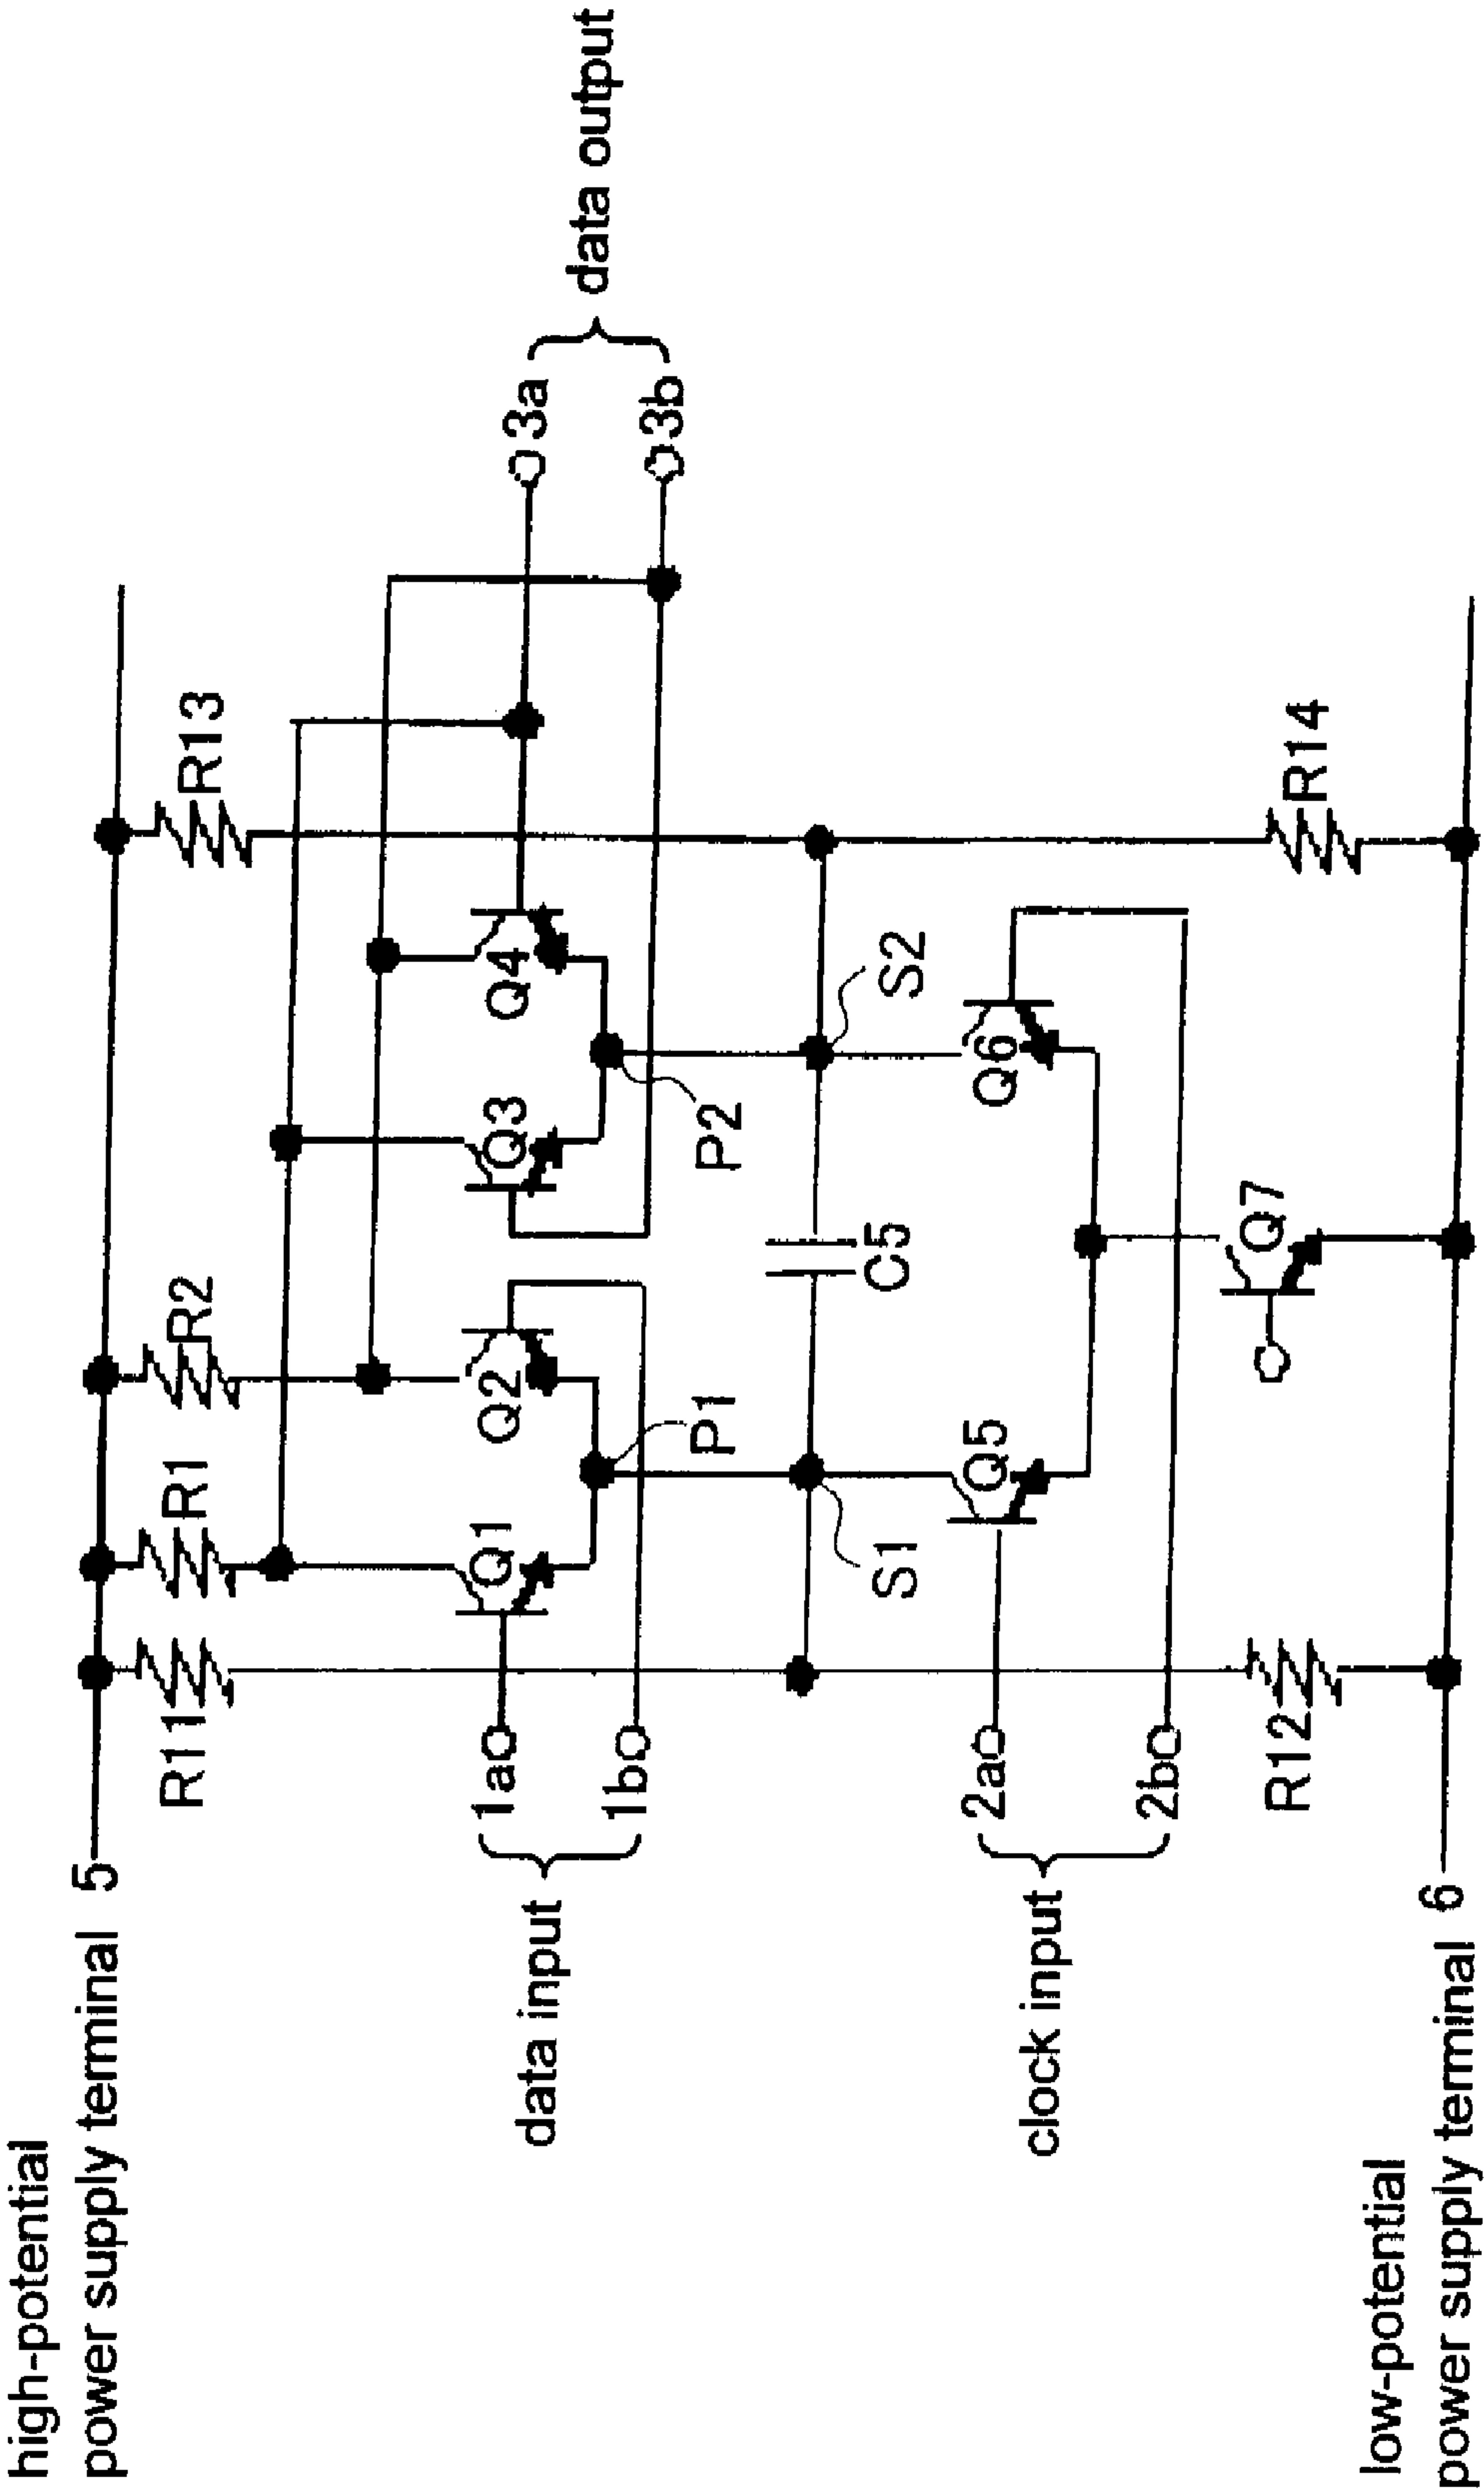 high-potential
power supply terminal 5
R11
R1
R2
R13
data input
1a
1b
Q1
Q2
Q3
Q4
3a
3b
data output
P1
P2
S1
C5
S2
clock input
2a
2b
Q5
Q6
Q7
R12
R14
low-potential
power supply terminal 6